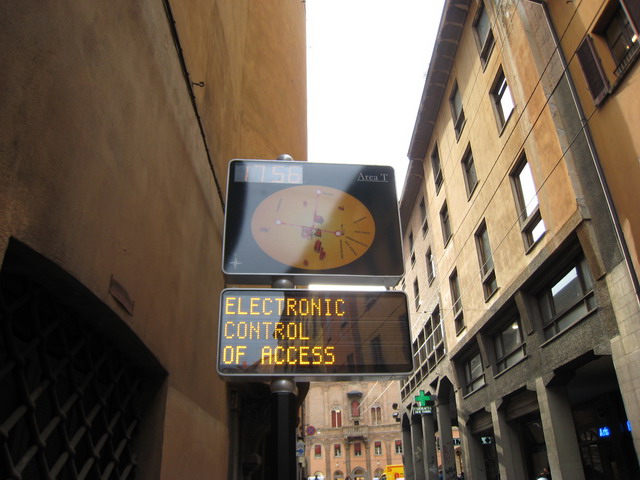 17:56
Area T
ELECTRONIC
CONTROL
OF ACCESS